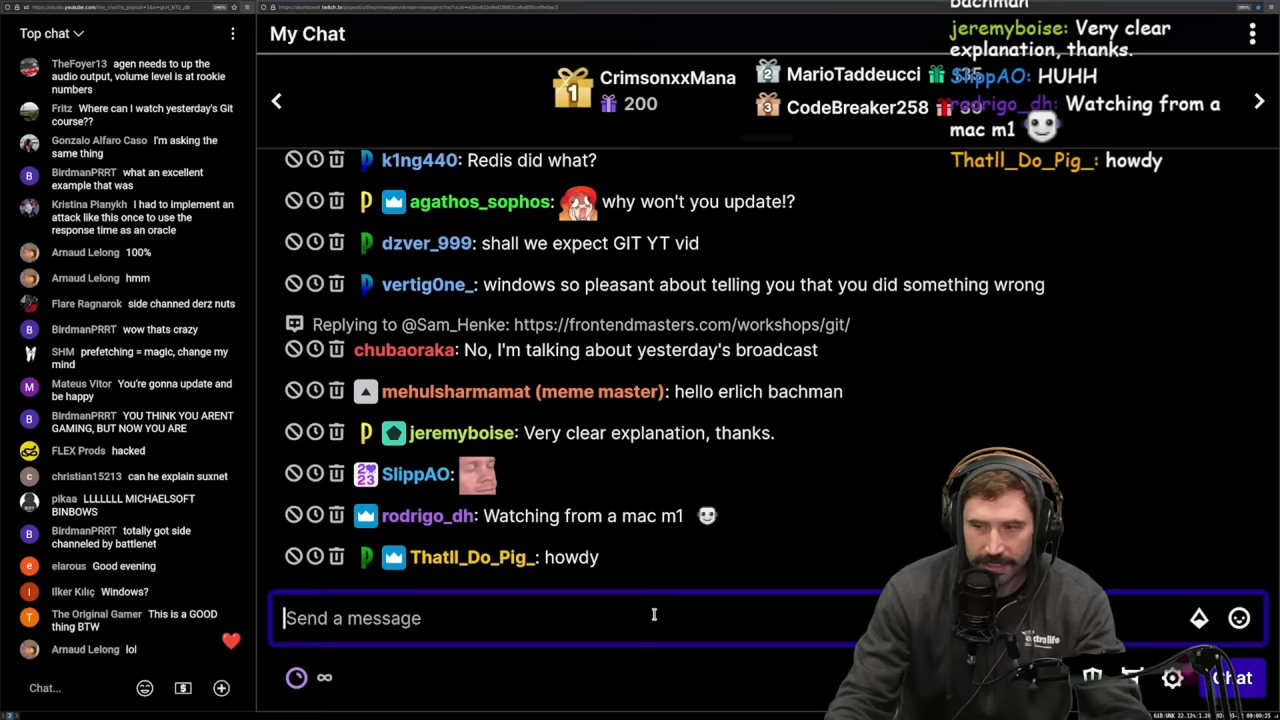 Top chat
TheFoyer13 agen needs to up the
audio output, volume level is at rookie
numbers
Fritz Where can I watch yesterday's Git
course??
Gonzalo Alfaro Caso I'm asking the
same thing
BirdmanPRRT what an excellent
example that was
Kristina Planykh I had to implement an
attack like this once to use the
response time as an oracle
Arnaud Lelong 100%
Arnaud Lelong hmm
Flare Ragnarok side channed derz nuts
BirdmanPRRT wow thats crazy
SHM prefetching = magic, change my
mind
Mateus Vitor You're gonna update and
be happy
BirdmanPRRT YOU THINK YOU ARENT
GAMING, BUT NOW YOU ARE
FLEX Prods hacked
christian15213 can he explain suxnet
pikaa LLLLLLL MICHAELSOFT
BINBOWS
BirdmanPRRT totally got side
channeled by battlenet
elarous Good evening
Ilker Kılıç Windows?
The Original Gamer This is a GOOD
thing BTW
Arnaud Lelong lol
Chat...
My Chat
1 CrimsonxxMana
200
2 MarioTaddeucci
3 CodeBreaker258
k1ng440: Redis did what?
agathos_sophos: why won't you update!?
dzver_999: shall we expect GIT YT vid
vertig0ne_: windows so pleasant about telling you that you did something wrong
Replying to @Sam_Henke: https://frontendmasters.com/workshops/git/
chubaoraka: No, I'm talking about yesterday's broadcast
mehulsharmamat (meme master): hello erlich bachman
jeremyboise: Very clear explanation, thanks.
SlippAO:
rodrigo_dh: Watching from a mac m1
ThatIl_Do_Pig_: howdy
Send a message
Chat
bachman
jeremyboise: Very clear
explanation, thanks.
SlippAO: HUHH
rodrigo_dh: Watching from a
mac m1
ThatIl_Do_Pig_: howdy